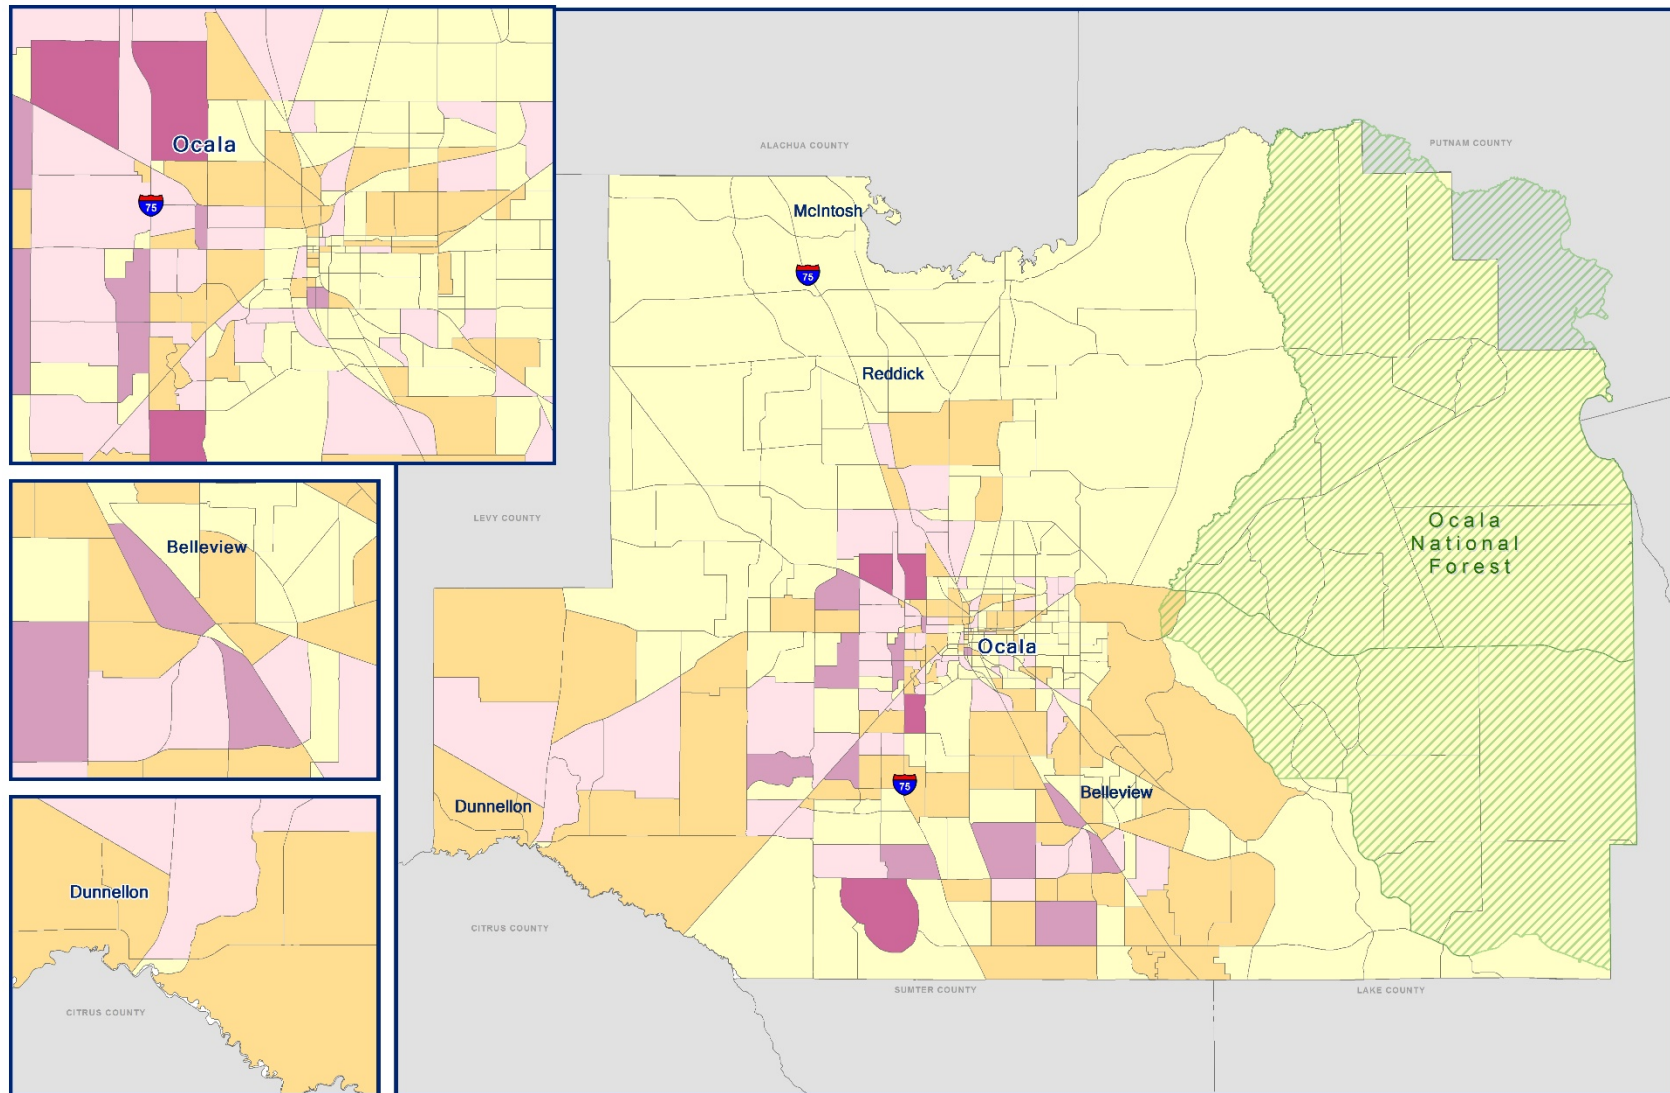 Ocala
75
Belleview
Dunnellon
CITRUS COUNTY
ALACHUA COUNTY
PUTNAM COUNTY
McIntosh
75
Reddick
LEVY COUNTY
Ocala
National
Forest
Ocala
75
Belleview
Dunnellon
CITRUS COUNTY
SUMTER COUNTY
LAKE COUNTY